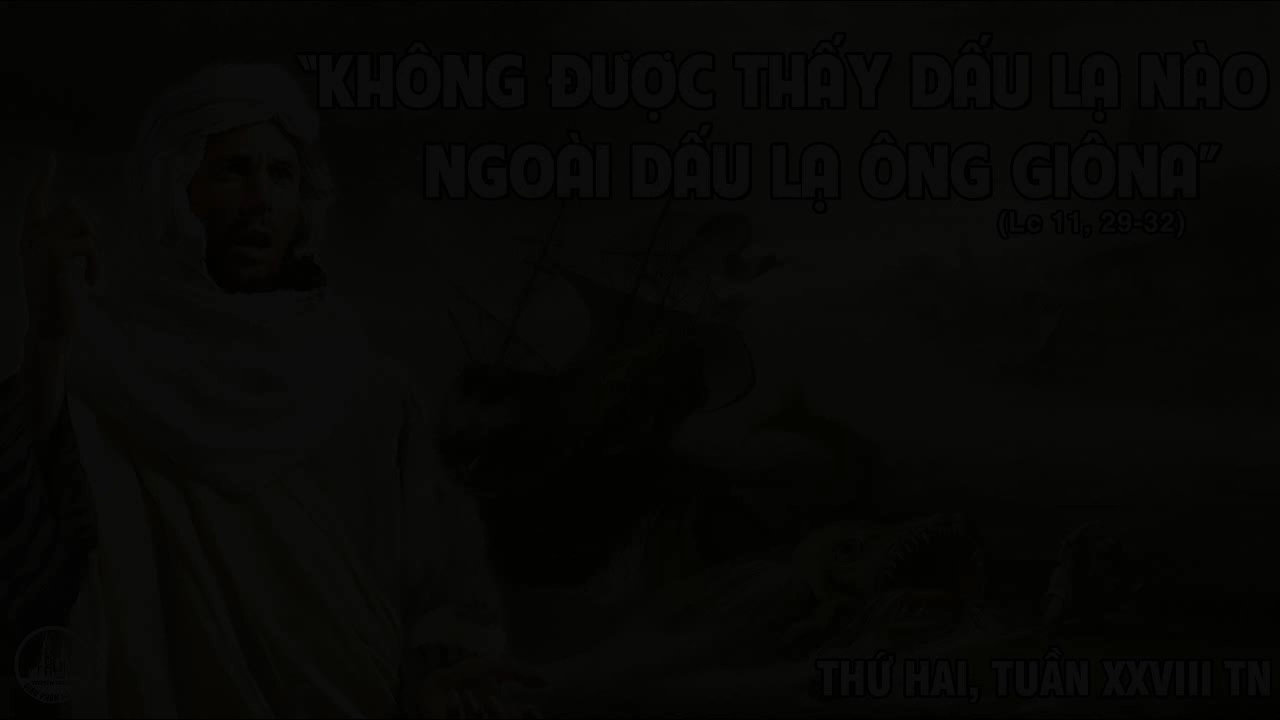 “KHÔNG ĐƯỢC THẤY DẤU LẠ NÀO
NGOÀI DẤU LẠ ÔNG GIÔNA”
(Lc 11, 29-32)
THỨ HAI, TUẦN XXVIII TN